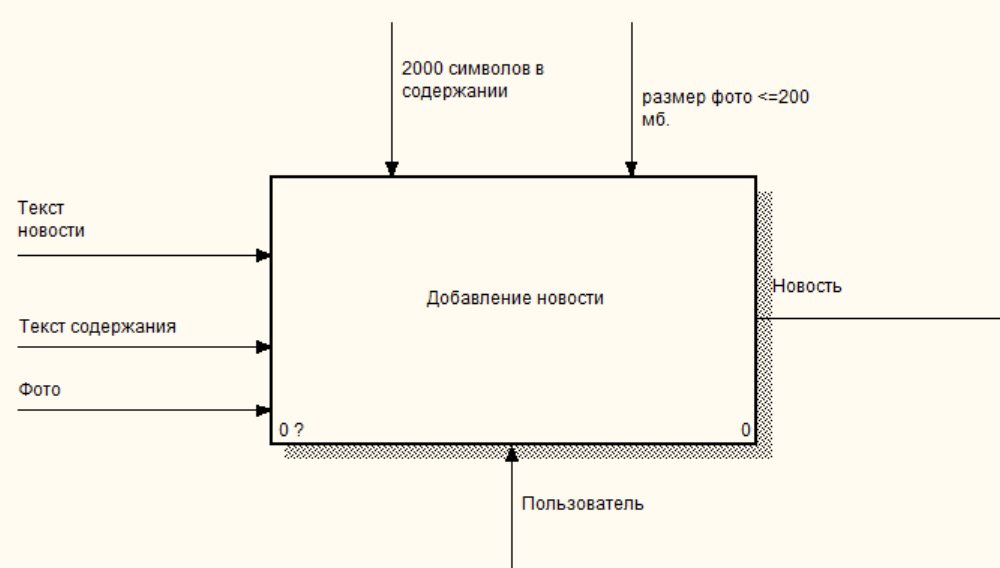 2000 символов в
содержании
размер фото <=200
мб.
Текст
новости
Новость
Добавление новости
Текст содержания
Фото
0 ?
0
Пользователь